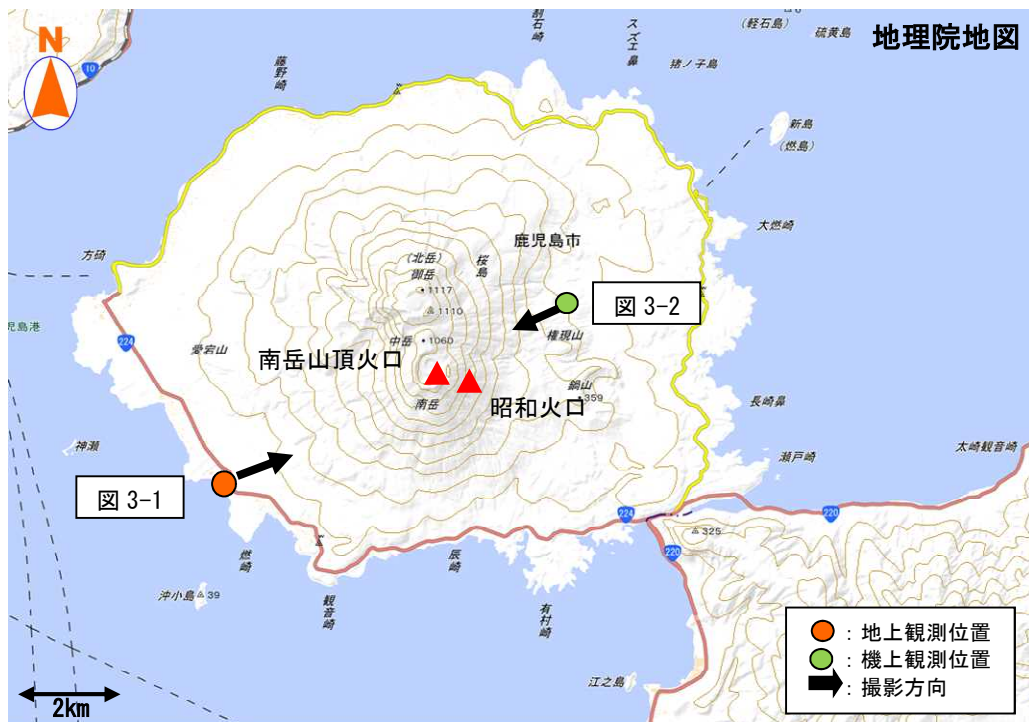 地理院地図
N
10
藤野崎
割石崎
スズエ鼻
(軽石島)
硫黄島
猪ノ子島
新島
(燃島)
大燃崎
鹿児島市
桜島
(北岳)
御岳
1117
1110
方碕
図 3-2
児島港
224
愛宕山
中岳
1060
権現山
南岳山頂火口
南岳
昭和火口
鍋山
359
長崎鼻
神瀬
図 3-1
瀬戸崎
太崎観音崎
224
220
325
220
燃崎
辰崎
沖小島
39
観音崎
有村崎
江之島
:地上観測位置
:機上観測位置
:撮影方向
2km